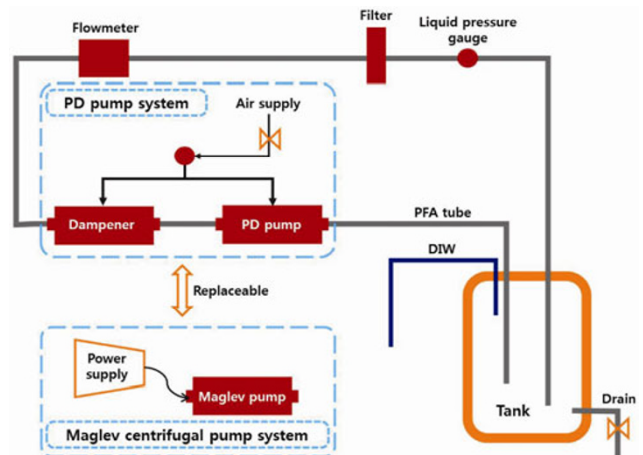 Flowmeter
Filter
Liquid pressure
gauge
PD pump system
Air supply
Dampener
PD pump
PFA tube
DIW
Replaceable
Power
supply
Maglev pump
Tank
Drain
Maglev centrifugal pump system